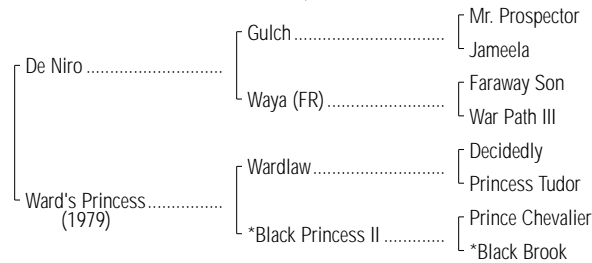 Mr. Prospector
Gulch
Jameela
De Niro
Faraway Son
Waya (FR)
War Path III
Decidedly
Wardlaw
Princess Tudor
Ward's Princess
(1979)
Prince Chevalier
*Black Princess II
*Black Brook